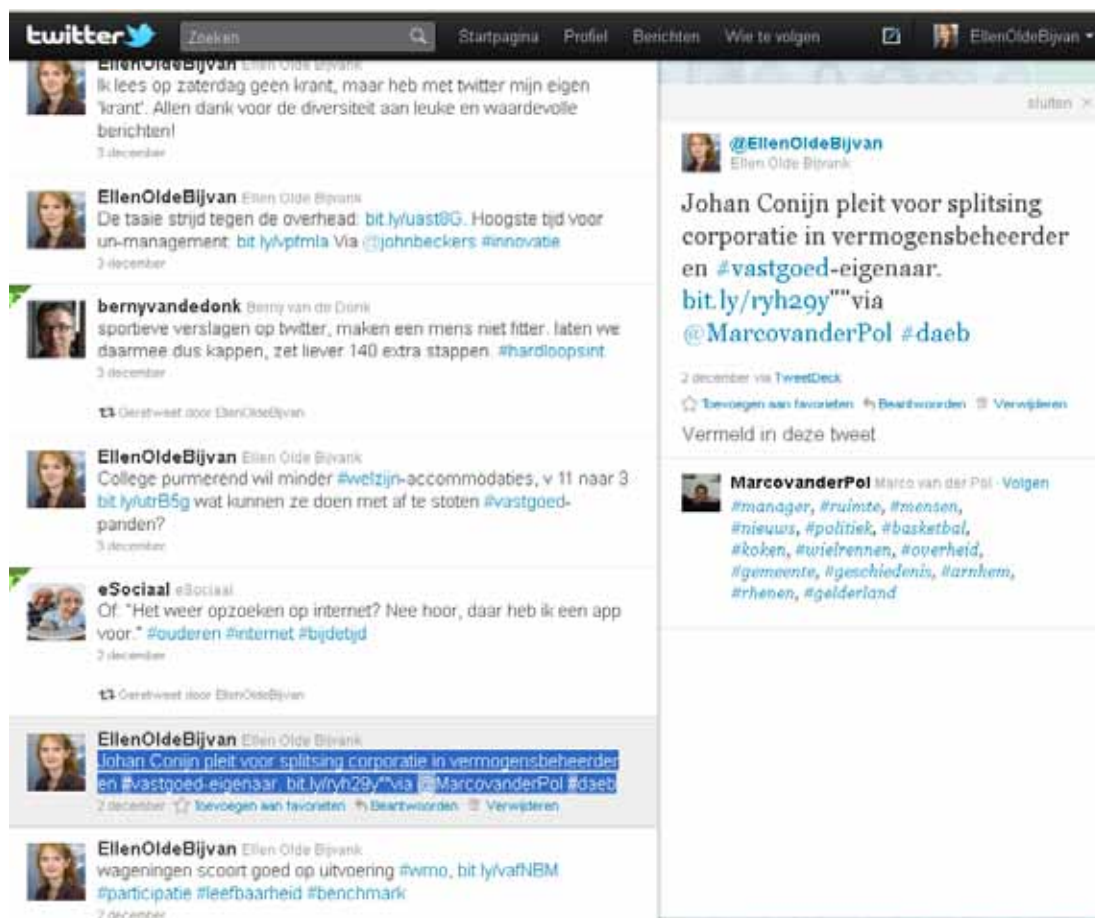 twitter
Zoeken
Startpagina Profiel Berichten Wie te volgen EllenOldeBijvan
EllenOldeBijvan Ellen Olde Bijvank
Ik lees op zaterdag geen krant, maar heb met twitter mijn eigen
'krant'. Allen dank voor de diversiteit aan leuke en waardevolle
berichten!
3 december
EllenOldeBijvan Ellen Olde Bijvank
De taaie strijd tegen de overhead: bit.ly/uast8G. Hoogste tijd voor
un-management: bit.ly/vpfmla Via @johnbeckers #innovatie
3 december
bernyvandedonk Berny van de Donk
sportieve verslagen op twitter, maken een mens niet fitter. laten we
daarmee dus kappen, zet liever 140 extra stappen. #hardloopsint
3 december
Geretweet door EllenOldeBijvan
EllenOldeBijvan Ellen Olde Bijvank
College purmerend wil minder #welzijn-accommodaties, v 11 naar 3
bit.ly/utrB5g wat kunnen ze doen met af te stoten #vastgoed-
panden?
3 december
eSociaal eSociaal
Of: "Het weer opzoeken op internet? Nee hoor, daar heb ik een app
voor." #ouderen #internet #bijdetijd
2 december
Geretweet door EllenOldeBijvan
EllenOldeBijvan Ellen Olde Bijvank
Johan Conijn pleit voor splitsing corporatie in vermogensbeheerder
en #vastgoed-eigenaar. bit.ly/ryh29y""via @MarcovanderPol #daeb
2 december Toevoegen aan favorieten Beantwoorden Verwijderen
EllenOldeBijvan Ellen Olde Bijvank
wageningen scoort goed op uitvoering #wmo, bit.ly/vafNBM
#participatie #leefbaarheid #benchmark
2 december
sluiten ×
@EllenOldeBijvan
Ellen Olde Bijvank
Johan Conijn pleit voor splitsing
corporatie in vermogensbeheerder
en #vastgoed-eigenaar.
bit.ly/ryh29y""via
@MarcovanderPol #daeb
2 december via TweetDeck
Toevoegen aan favorieten Beantwoorden Verwijderen
Vermeld in deze tweet
MarcovanderPol Marco van der Pol · Volgen
#manager, #ruimte, #mensen,
#nieuws, #politiek, #basketbal,
#koken, #wielrennen, #overheid,
#gemeente, #geschiedenis, #arnhem,
#rhenen, #gelderland